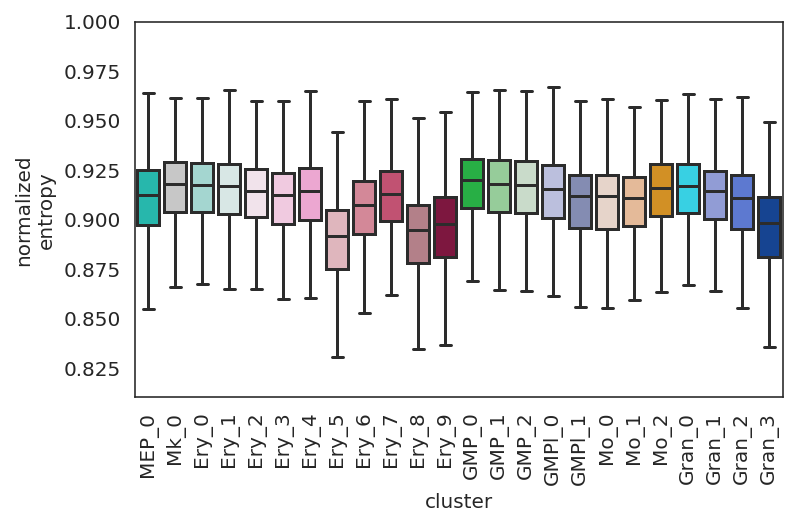 1.000
0.975
0.950
0.925
0.900
0.875
0.850
0.825
normalized
entropy
MEP_0
Mk_0
Ery_0
Ery_1
Ery_2
Ery_3
Ery_4
Ery_5
Ery_6
Ery_7
Ery_8
Ery_9
GMP_0
GMP_1
GMP_2
GMPl_0
GMPl_1
Mo_0
Mo_1
Mo_2
Gran_0
Gran_1
Gran_2
Gran_3
cluster